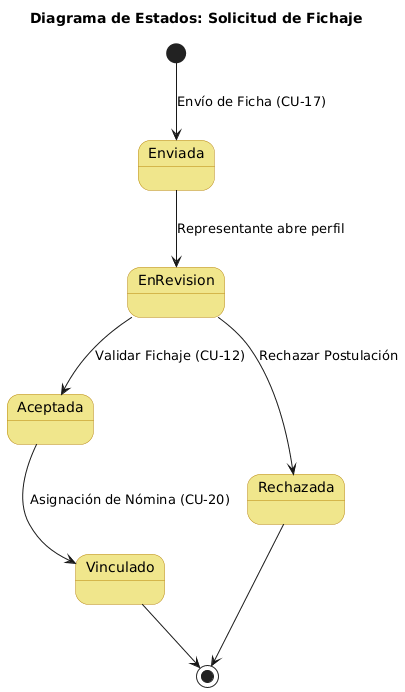 Diagrama de Estados: Solicitud de Fichaje
Envío de Ficha (CU-17)
Enviada
Representante abre perfil
EnRevision
Validar Fichaje (CU-12)
Rechazar Postulación
Aceptada
Rechazada
Asignación de Nómina (CU-20)
Vinculado